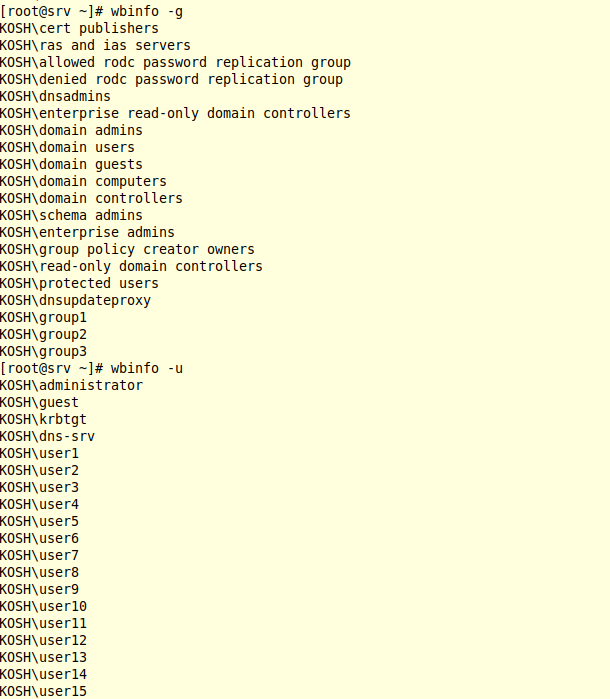 [root@srv ~]# wbinfo -g
KOSH\cert publishers
KOSH\ras and ias servers
KOSH\allowed rodc password replication group
KOSH\denied rodc password replication group
KOSH\dnsadmins
KOSH\enterprise read-only domain controllers
KOSH\domain admins
KOSH\domain users
KOSH\domain guests
KOSH\domain computers
KOSH\domain controllers
KOSH\schema admins
KOSH\enterprise admins
KOSH\group policy creator owners
KOSH\read-only domain controllers
KOSH\protected users
KOSH\dnsupdateproxy
KOSH\group1
KOSH\group2
KOSH\group3
[root@srv ~]# wbinfo -u
KOSH\administrator
KOSH\guest
KOSH\krbtgt
KOSH\dns-srv
KOSH\user1
KOSH\user2
KOSH\user3
KOSH\user4
KOSH\user5
KOSH\user6
KOSH\user7
KOSH\user8
KOSH\user9
KOSH\user10
KOSH\user11
KOSH\user12
KOSH\user13
KOSH\user14
KOSH\user15